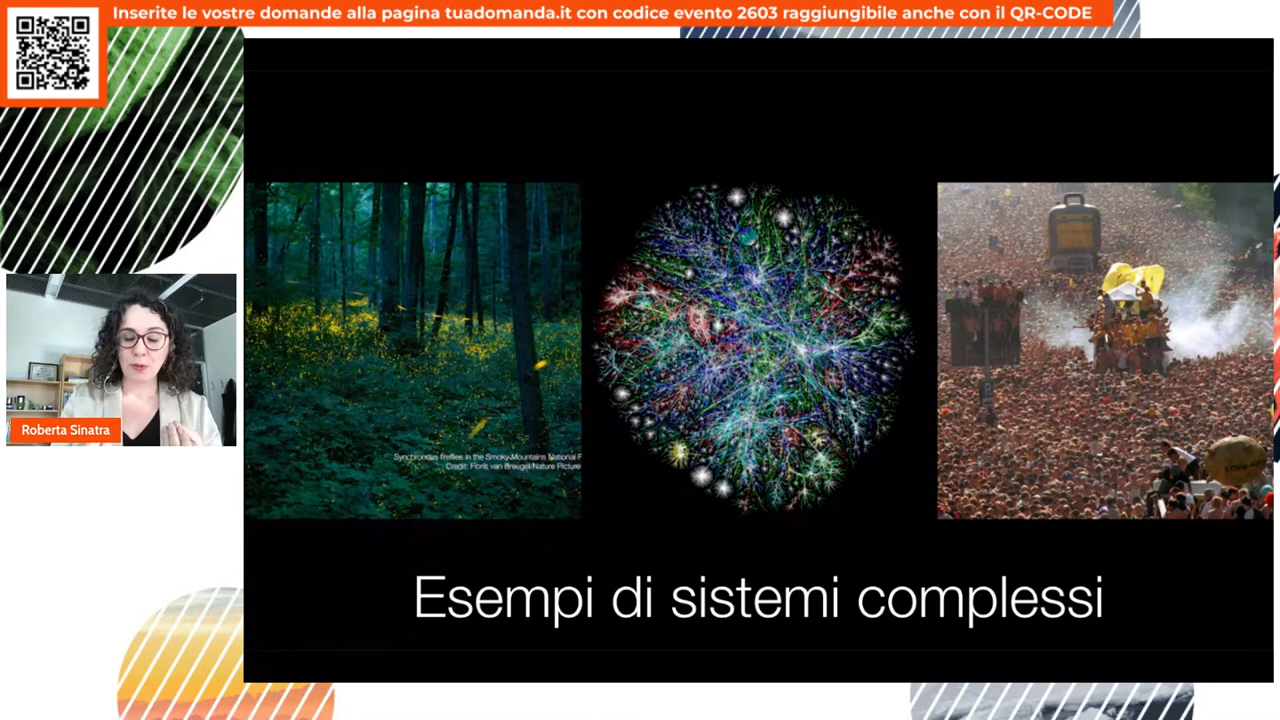 Inserite le vostre domande alla pagina tuadomanda.it con codice evento 2603 raggiungibile anche con il QR-CODE
Roberta Sinatra
Synchronous fireflies in the Smoky Mountains National F
Credit: Floris van Breugel/Nature Picture
Esempi di sistemi complessi